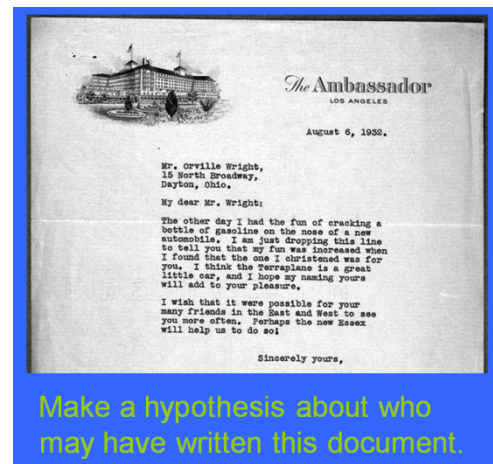 The Ambassador
LOS ANGELES
August 6, 1932.
Mr. Orville Wright,
15 North Broadway,
Dayton, Ohio.
My dear Mr. Wright:
The other day I had the fun of cracking a
bottle of gasoline on the nose of a new
automobile. I am just dropping this line
to tell you that my fun was increased when
I found that the one I christened was for
you. I think the Terraplane is a great
little car, and I hope my naming yours
will add to your pleasure.
I wish that it were possible for your
many friends in the East and West to see
you more often. Perhaps the new Essex
will help us to do so!
Sincerely yours,
Make a hypothesis about who
may have written this document.